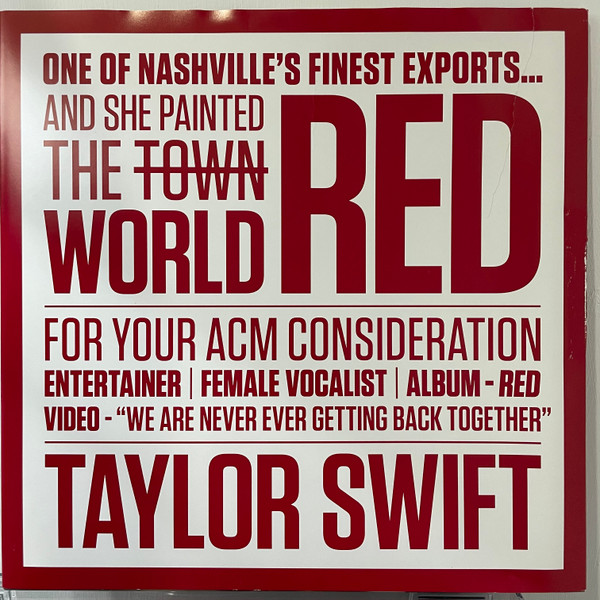 ONE OF NASHVILLE'S FINEST EXPORTS...
AND SHE PAINTED
THE TOWN
WORLD
RED
FOR YOUR ACM CONSIDERATION
ENTERTAINER | FEMALE VOCALIST | ALBUM - RED
VIDEO - “WE ARE NEVER EVER GETTING BACK TOGETHER”
TAYLOR SWIFT